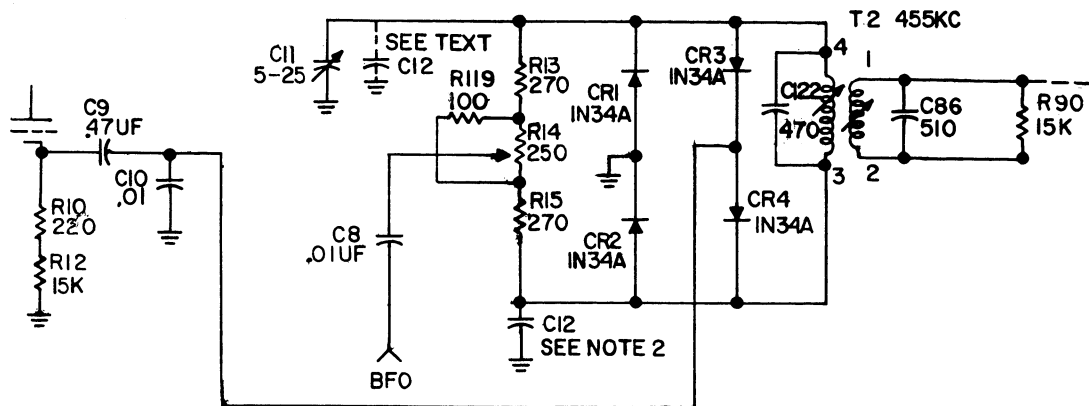 T.2 455KC
C11
5-25
SEE TEXT
C12
R13
270
R119
100
R14
250
R15
270
CR1
IN34A
CR2
IN34A
CR3
IN34A
CR4
IN34A
C122
470
4
3
1
2
C86
510
R90
15K
C9
.47UF
C10
.01
R10
220
R12
15K
C8
.01UF
BFO
C12
SEE NOTE 2